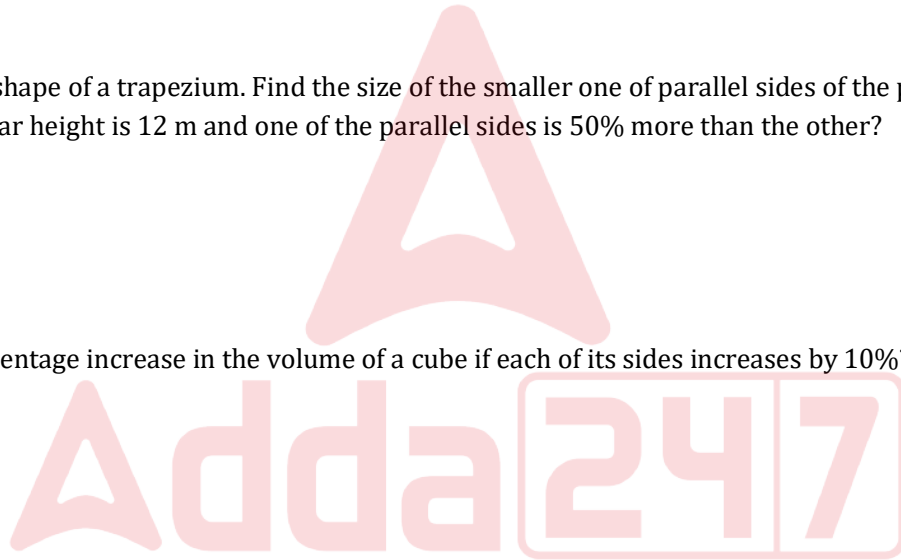 shape of a trapezium. Find the size of the smaller one of parallel sides of the
ar height is 12 m and one of the parallel sides is 50% more than the other?
entage increase in the volume of a cube if each of its sides increases by 10%
Adda247